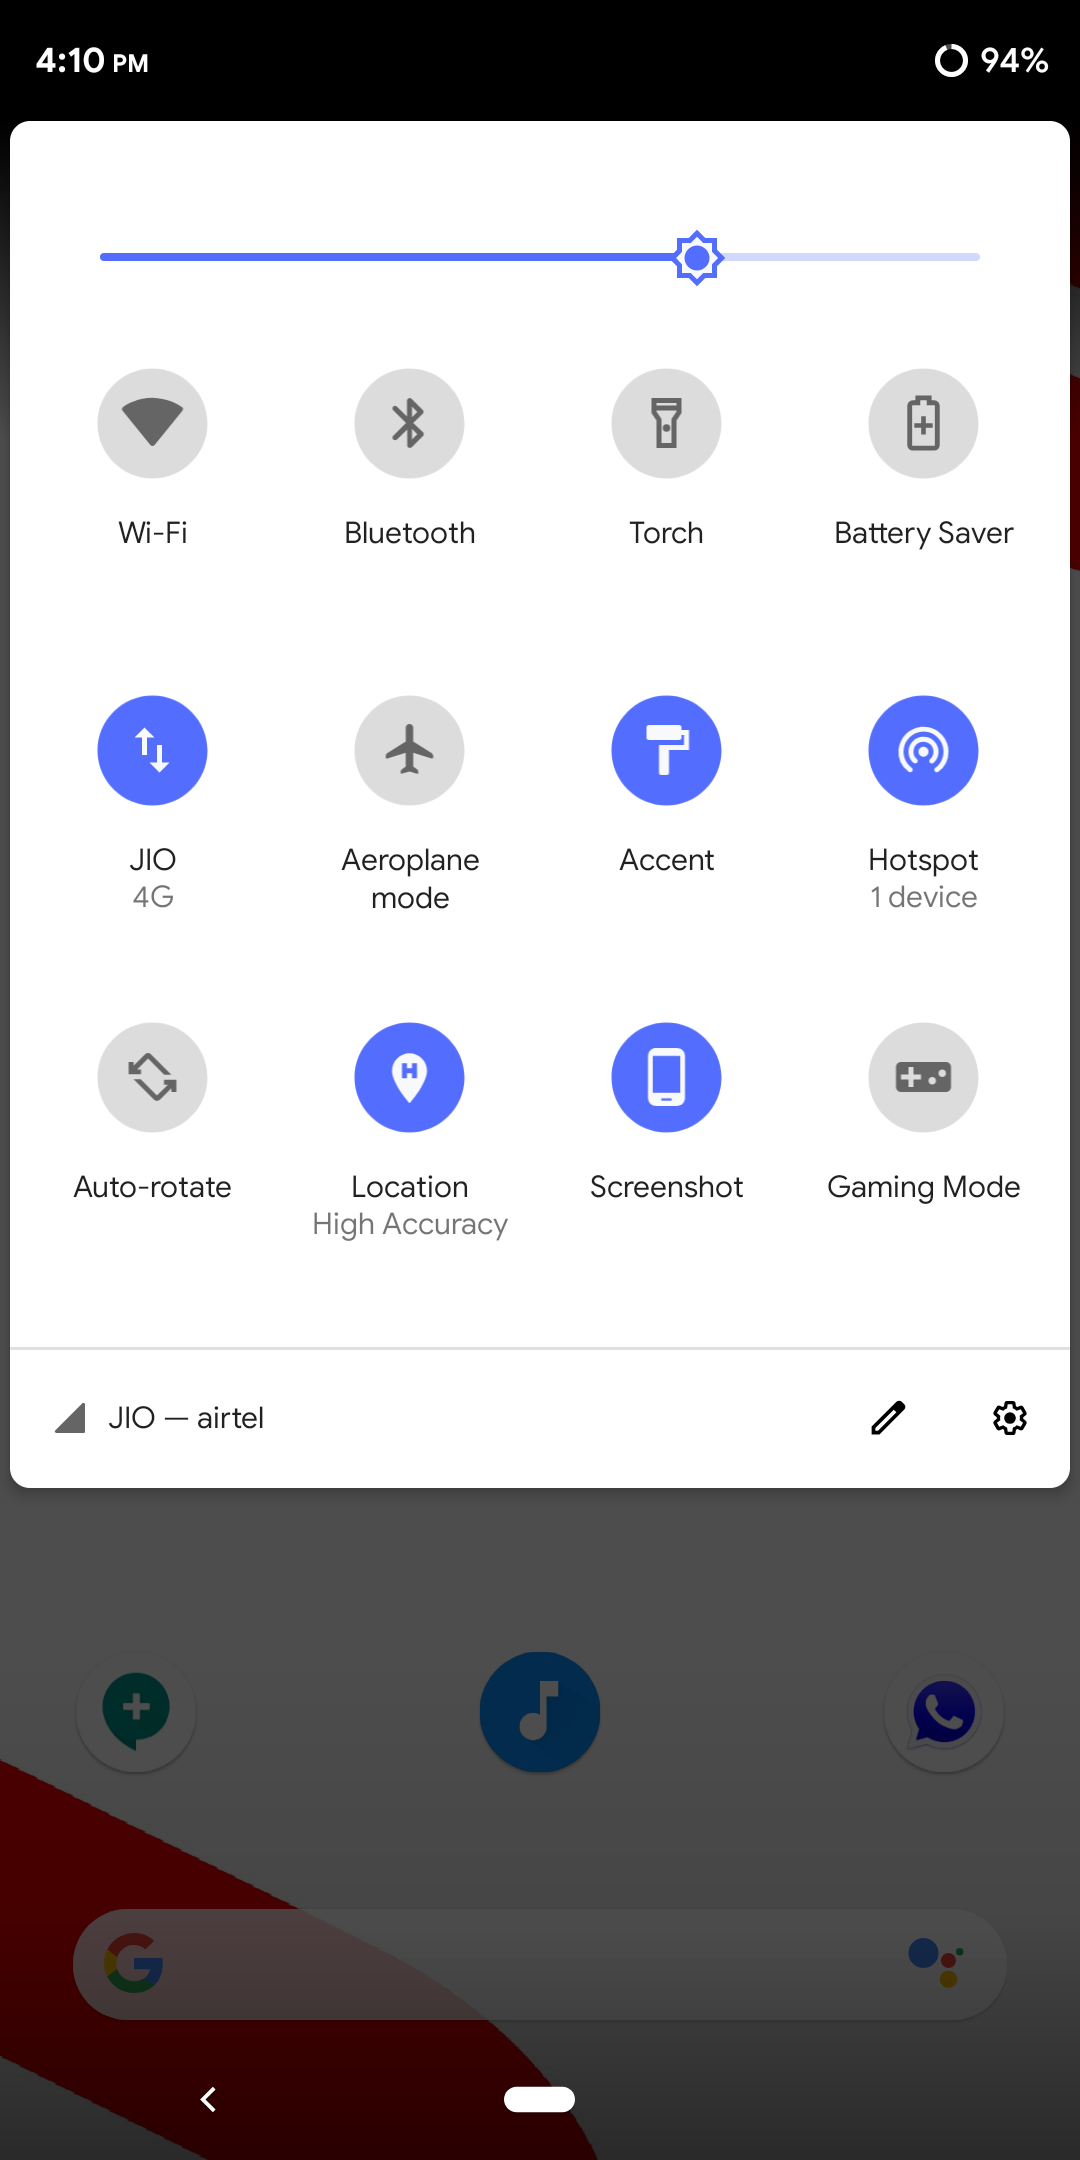 4:10 PM
94%
Wi-Fi
Bluetooth
Torch
Battery Saver
JIO
4G
Aeroplane
mode
Accent
Hotspot
1 device
Auto-rotate
Location
High Accuracy
Screenshot
Gaming Mode
JIO — airtel